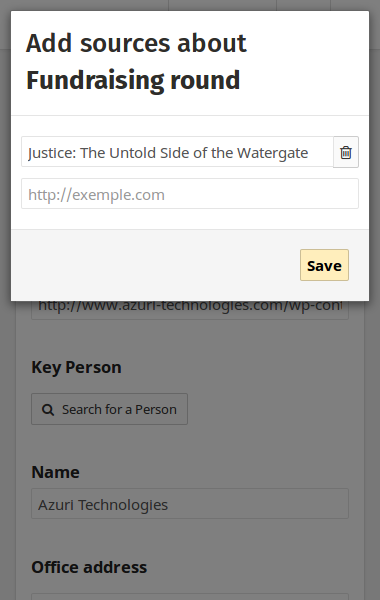 Add sources about
Fundraising round
Justice: The Untold Side of the Watergate
http://exemple.com
Save
http://www.azuri-technologies.com/wp-cont
Key Person
Search for a Person
Name
Azuri Technologies
Office address